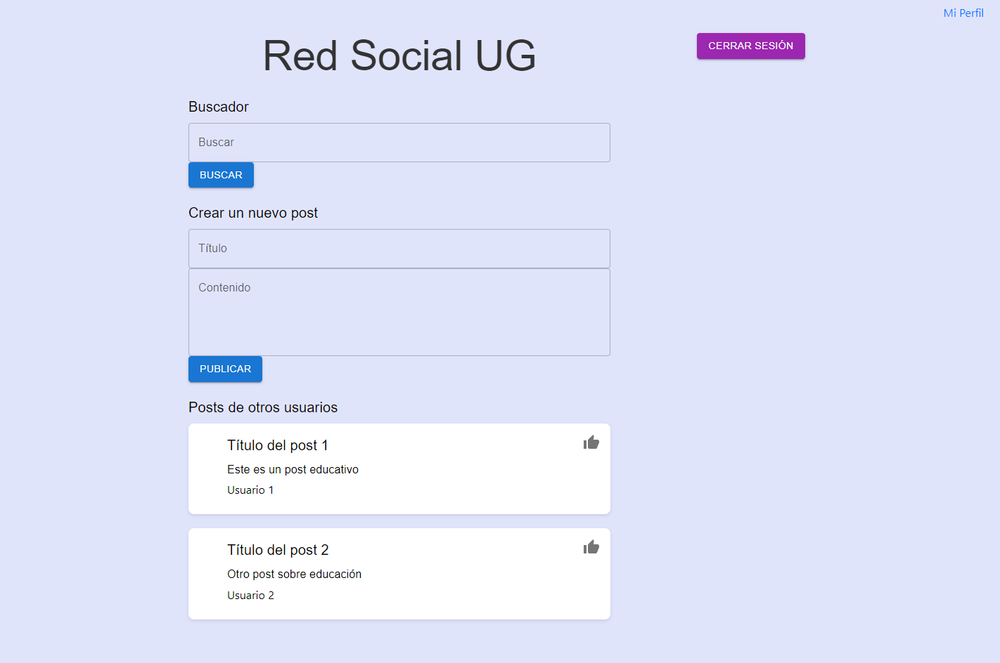 Mi Perfil
Red Social UG
CERRAR SESIÓN
Buscador
Buscar
BUSCAR
Crear un nuevo post
Título
Contenido
PUBLICAR
Posts de otros usuarios
Título del post 1
Este es un post educativo
Usuario 1
Título del post 2
Otro post sobre educación
Usuario 2